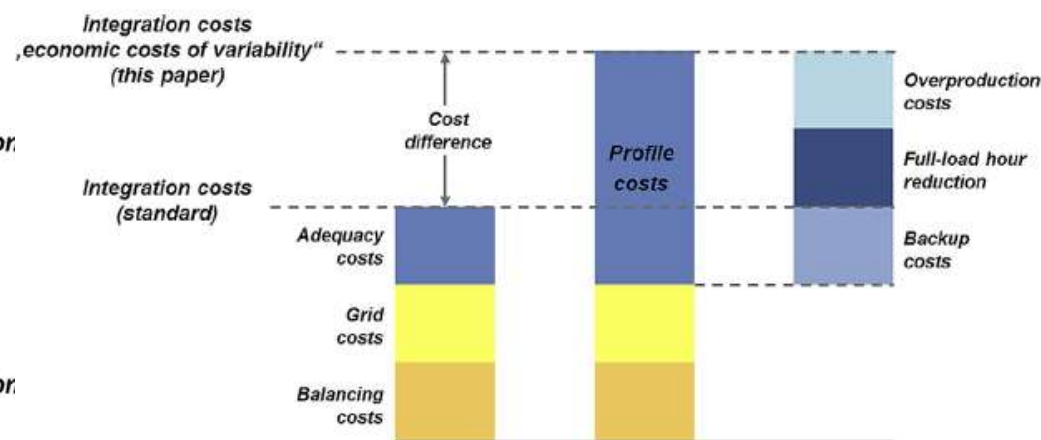 Integration costs
„economic costs of variability“
(this paper)
Cost
difference
Integration costs
(standard)
Profile
costs
Overproduction
costs
Full-load hour
reduction
Backup
costs
Adequacy
costs
Grid
costs
Balancing
costs